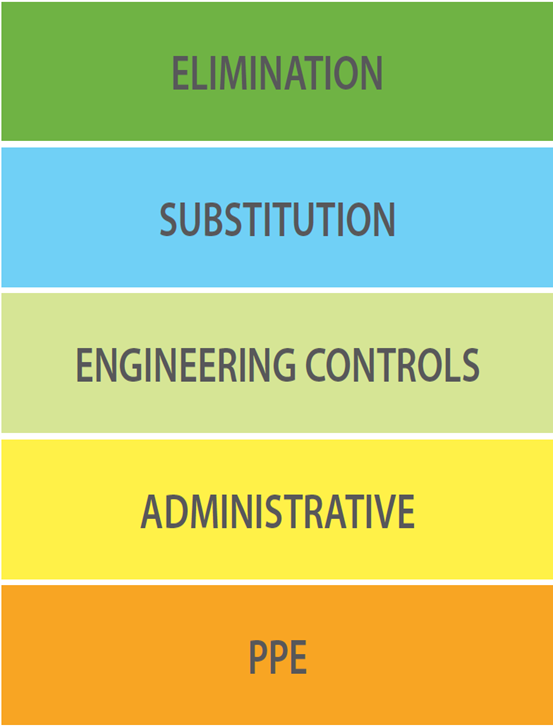 ELIMINATION
SUBSTITUTION
ENGINEERING CONTROLS
ADMINISTRATIVE
PPE